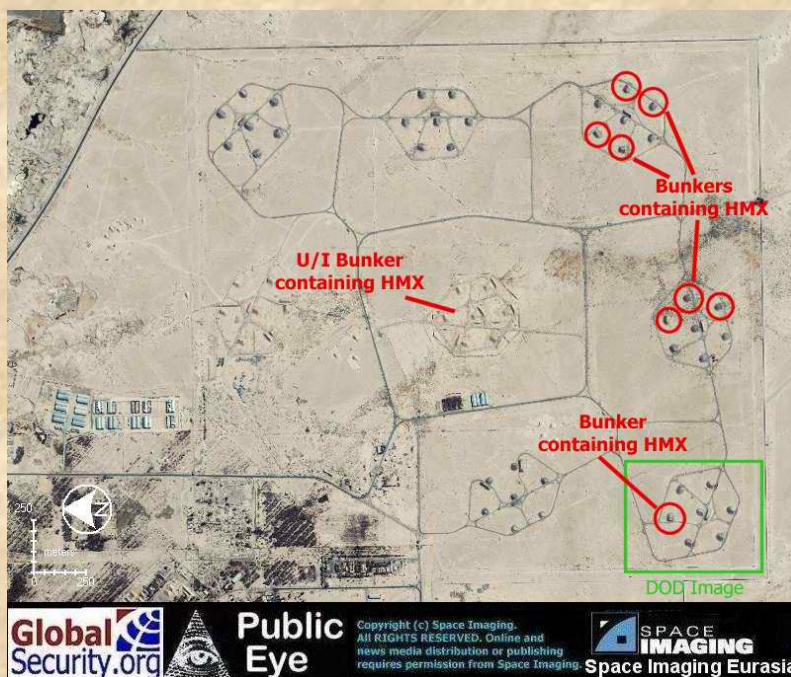 Bunkers
containing HMX
U/I Bunker
containing HMX
Bunker
containing HMX
250
N
meters
0
250
DOD Image
Global
Security.org
Public
Eye
Copyright (c) Space Imaging.
All RIGHTS RESERVED. Online and
news media distribution or publishing
requires permission from Space Imaging.
SPACE
IMAGING
Space Imaging Eurasia